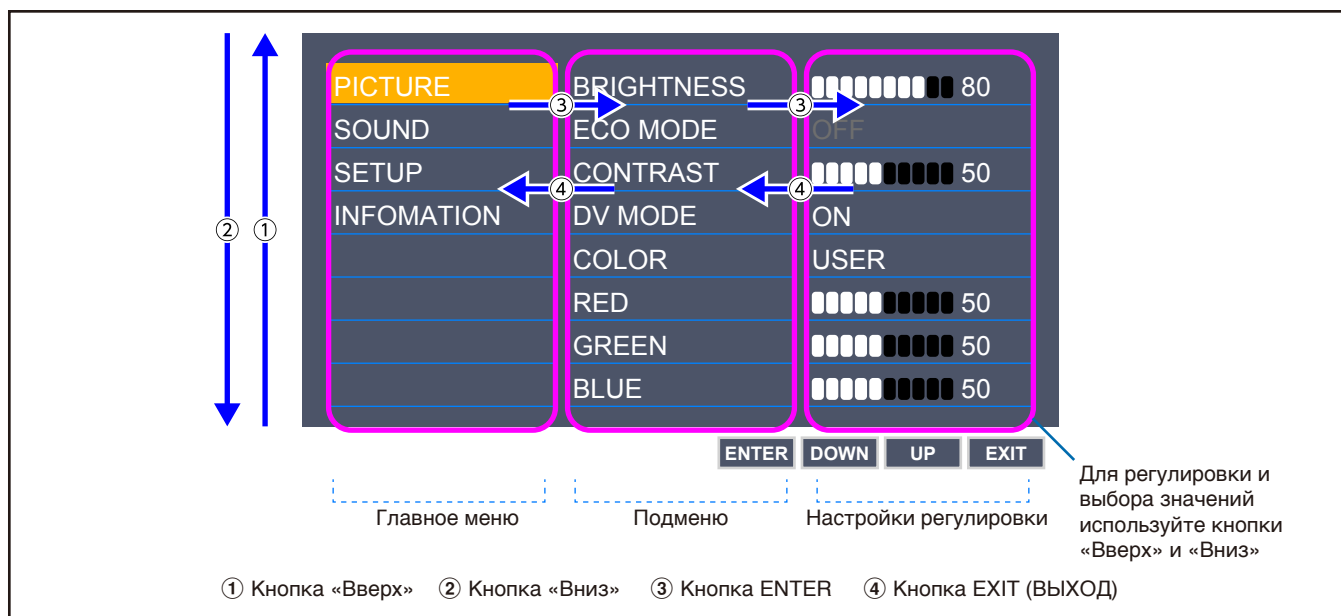 PICTURE BRIGHTNESS 80
③ ③
SOUND ECO MODE OFF
SETUP CONTRAST 50
④ ④
INFOMATION DV MODE ON
② ①
COLOR USER
RED 50
GREEN 50
BLUE 50
ENTER DOWN UP EXIT
Для регулировки и
выбора значений
используйте кнопки
«Вверх» и «Вниз»
Главное меню Подменю Настройки регулировки
① Кнопка «Вверх» ② Кнопка «Вниз» ③ Кнопка ENTER ④ Кнопка EXIT (ВЫХОД)